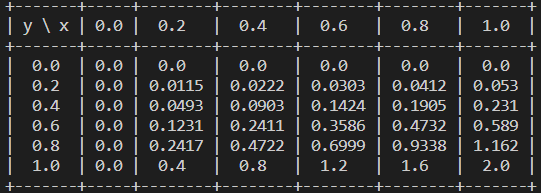 +-------+-----+--------+--------+--------+--------+-------+
| y \ x | 0.0 |  0.2   |  0.4   |  0.6   |  0.8   |  1.0  |
+-------+-----+--------+--------+--------+--------+-------+
|  0.0  | 0.0 |  0.0   |  0.0   |  0.0   |  0.0   |  0.0  |
|  0.2  | 0.0 | 0.0115 | 0.0222 | 0.0303 | 0.0412 | 0.053 |
|  0.4  | 0.0 | 0.0493 | 0.0903 | 0.1424 | 0.1905 | 0.231 |
|  0.6  | 0.0 | 0.1231 | 0.2411 | 0.3586 | 0.4732 | 0.589 |
|  0.8  | 0.0 | 0.2417 | 0.4722 | 0.6999 | 0.9338 | 1.162 |
|  1.0  | 0.0 |  0.4   |  0.8   |  1.2   |  1.6   |  2.0  |
+-------+-----+--------+--------+--------+--------+-------+